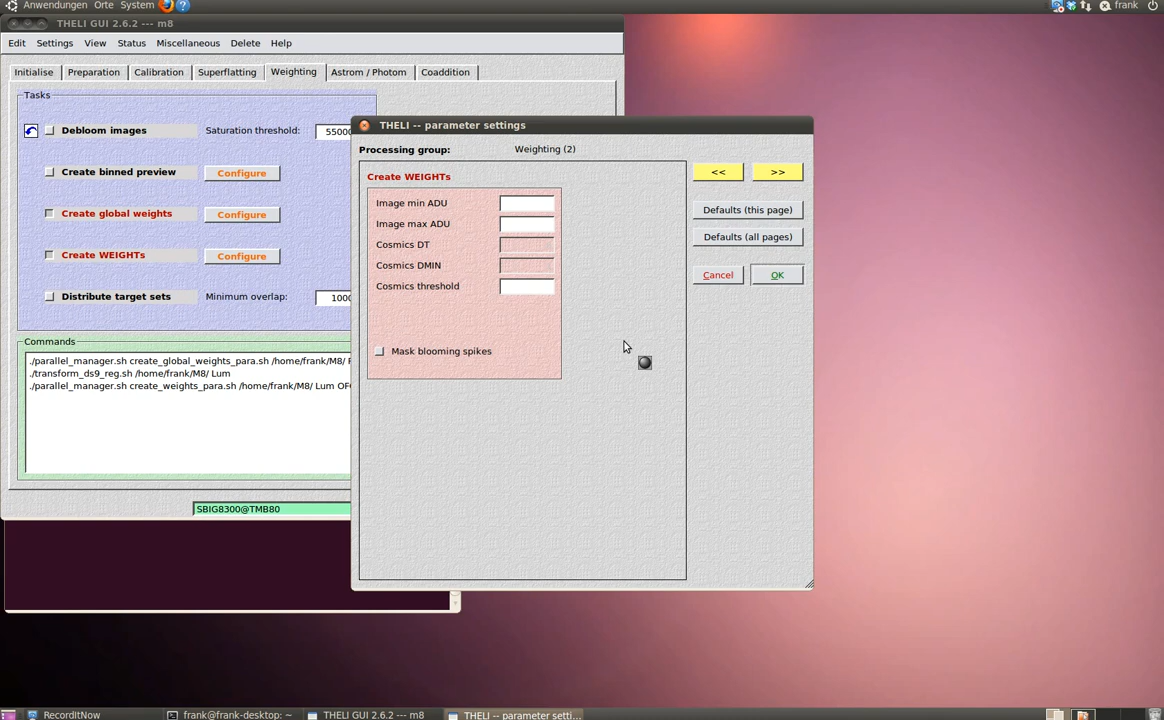 Anwendungen Orte System frank
THELI GUI 2.6.2 --- m8
Edit Settings View Status Miscellaneous Delete Help
Initialise Preparation Calibration Superflatting Weighting Astrom / Photom Coaddition
Tasks
Debloom images Saturation threshold: 55000
Create binned preview Configure
Create global weights Configure
Create WEIGHTs Configure
Distribute target sets Minimum overlap: 1000
Commands
./parallel_manager.sh create_global_weights_para.sh /home/frank/M8/
./transform_ds9_reg.sh /home/frank/M8/ Lum
./parallel_manager.sh create_weights_para.sh /home/frank/M8/ Lum
SBIG8300@TMB80
THELI -- parameter settings
Processing group: Weighting (2)
Create WEIGHTs
Image min ADU
Image max ADU
Cosmics DT
Cosmics DMIN
Cosmics threshold
Mask blooming spikes
<< >>
Defaults (this page)
Defaults (all pages)
Cancel OK
RecordItNow frank@frank-desktop: ~ THELI GUI 2.6.2 --- m8 THELI -- parameter setti...